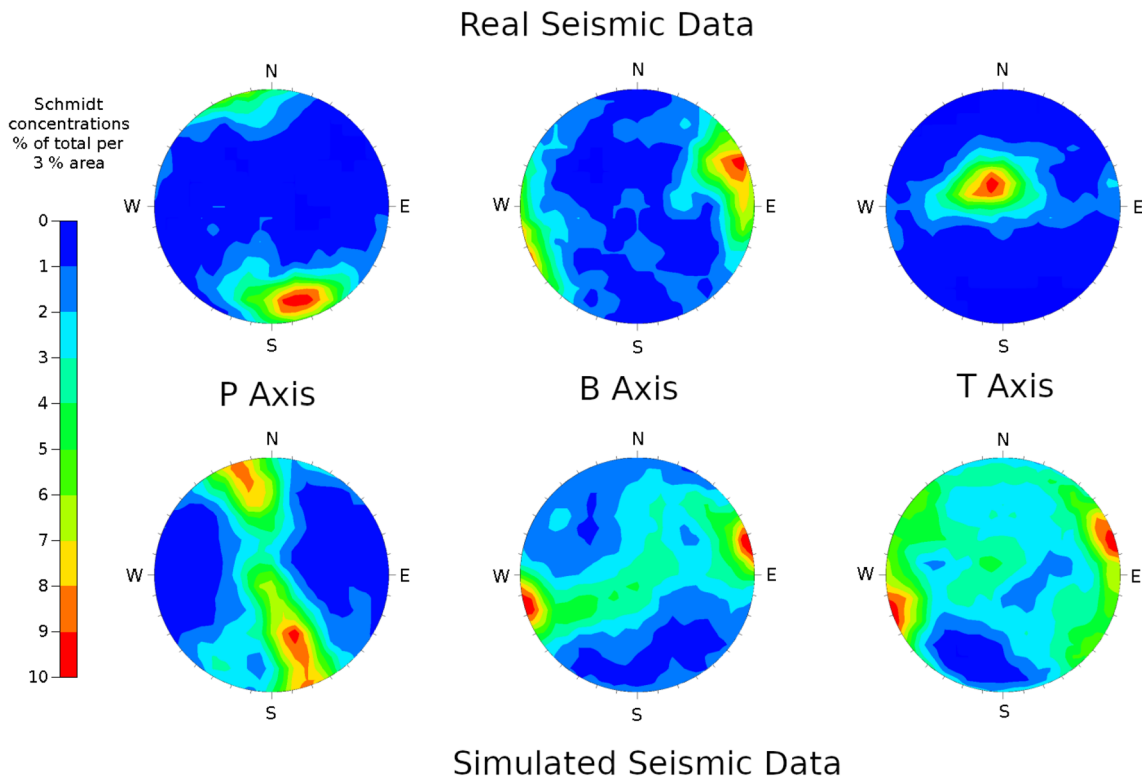 Real Seismic Data
Schmidt
concentrations
% of total per
3 % area
N
N
N
W
E
W
E
W
E
S
S
S
0
1
2
3
4
5
6
7
8
9
10
P Axis
B Axis
T Axis
N
N
N
W
E
W
E
W
E
S
S
S
Simulated Seismic Data